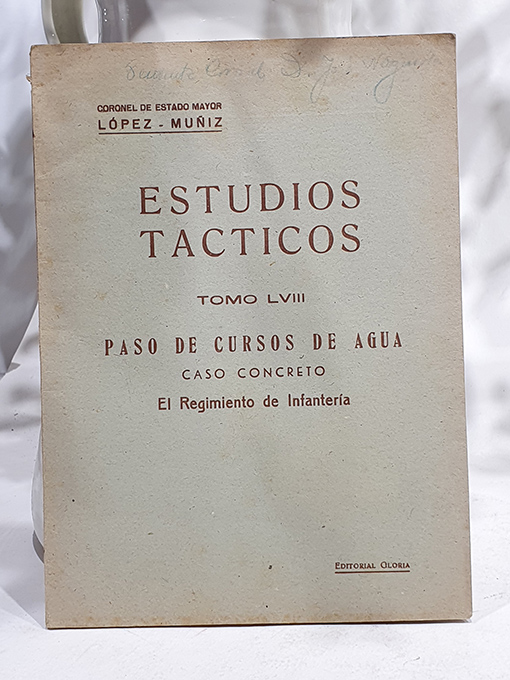 CORONEL DE ESTADO MAYOR
LÓPEZ - MUÑIZ
ESTUDIOS
TACTICOS
TOMO LVIII
PASO DE CURSOS DE AGUA
CASO CONCRETO
El Regimiento de Infantería
EDITORIAL GLORIA